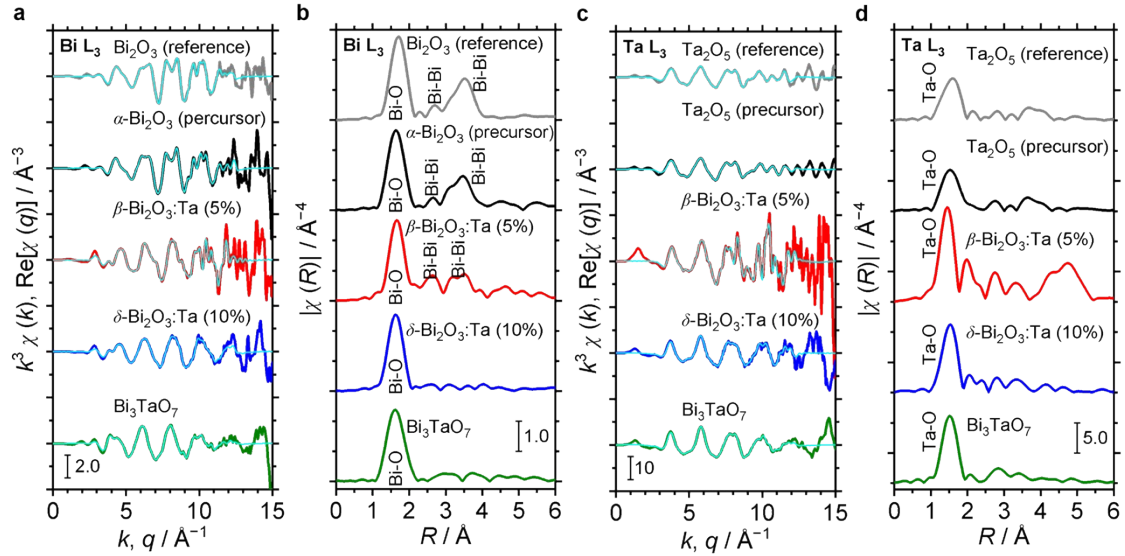 a
Bi L₃
Bi₂O₃ (reference)
α-Bi₂O₃ (percursor)
β-Bi₂O₃:Ta (5%)
δ-Bi₂O₃:Ta (10%)
Bi₃TaO₇
2.0
k³ χ (k), Re[χ (q)] / Å⁻³
0 5 10 15
k, q / Å⁻¹
b
Bi L₃
Bi₂O₃ (reference)
Bi-O
Bi-Bi
Bi-Bi
α-Bi₂O₃ (precursor)
Bi-O
Bi-Bi
Bi-Bi
β-Bi₂O₃:Ta (5%)
Bi-O
Bi-Bi
Bi-Bi
δ-Bi₂O₃:Ta (10%)
Bi-O
Bi₃TaO₇
Bi-O
1.0
|χ (R)| / Å⁻⁴
0 1 2 3 4 5 6
R / Å
c
Ta L₃
Ta₂O₅ (reference)
Ta₂O₅ (precursor)
β-Bi₂O₃:Ta (5%)
δ-Bi₂O₃:Ta (10%)
Bi₃TaO₇
10
k³ χ (k), Re[χ (q)] / Å⁻³
0 5 10 15
k, q / Å⁻¹
d
Ta L₃
Ta₂O₅ (reference)
Ta-O
Ta₂O₅ (precursor)
Ta-O
β-Bi₂O₃:Ta (5%)
Ta-O
δ-Bi₂O₃:Ta (10%)
Ta-O
Bi₃TaO₇
Ta-O
5.0
|χ (R)| / Å⁻⁴
0 1 2 3 4 5 6
R / Å